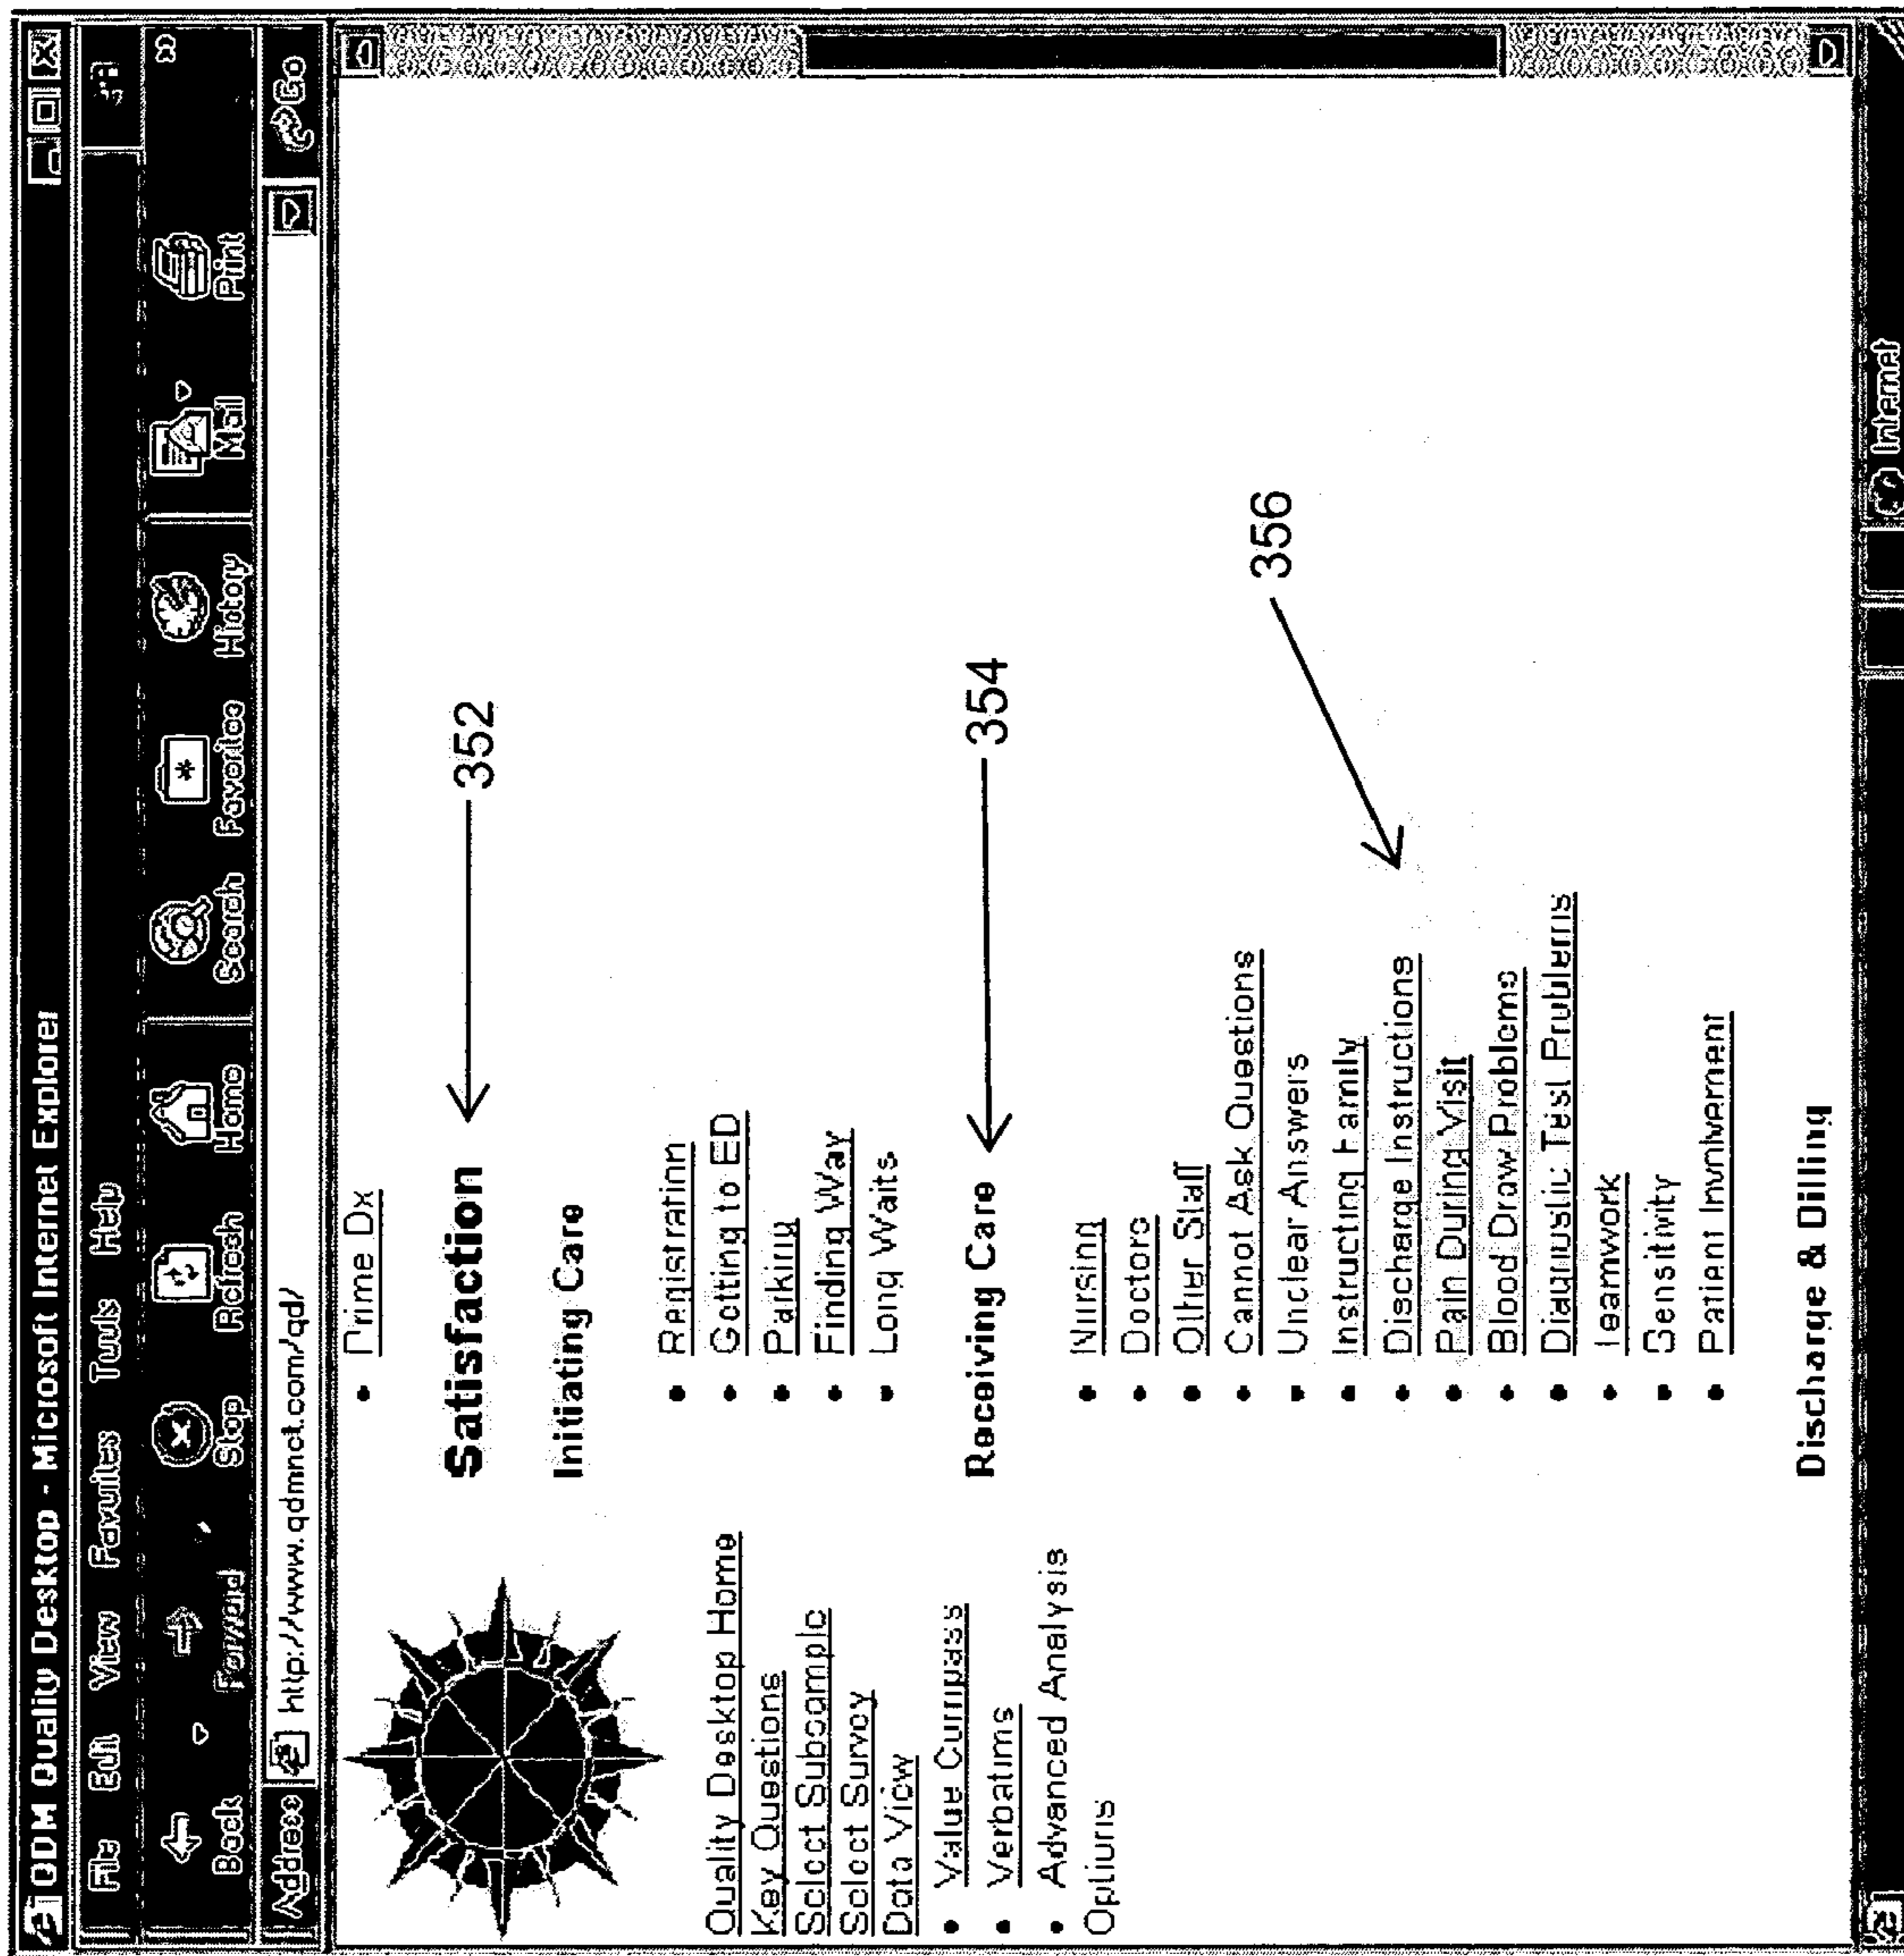 QDM Quality Desktop - Microsoft Internet Explorer
File Edit View Favorites Tools Help
Back Forward Stop Refresh Home Search Favorites History Mail Print »
Address http://www.qdmnet.com/qd/ Go
Quality Desktop Home
Key Questions
Select Subsample
Select Survey
Data View
• Value Compass
• Verbatims
• Advanced Analysis
Options
• Prime Dx
Satisfaction
352
Initiating Care
• Registration
• Getting to ED
• Parking
• Finding Way
• Long Waits
Receiving Care
354
• Nursing
• Doctors
• Other Staff
• Cannot Ask Questions
• Unclear Answers
• Instructing Family
• Discharge Instructions
356
• Pain During Visit
• Blood Draw Problems
• Diagnostic Test Problems
• Teamwork
• Sensitivity
• Patient Involvement
Discharge & Billing
Internet